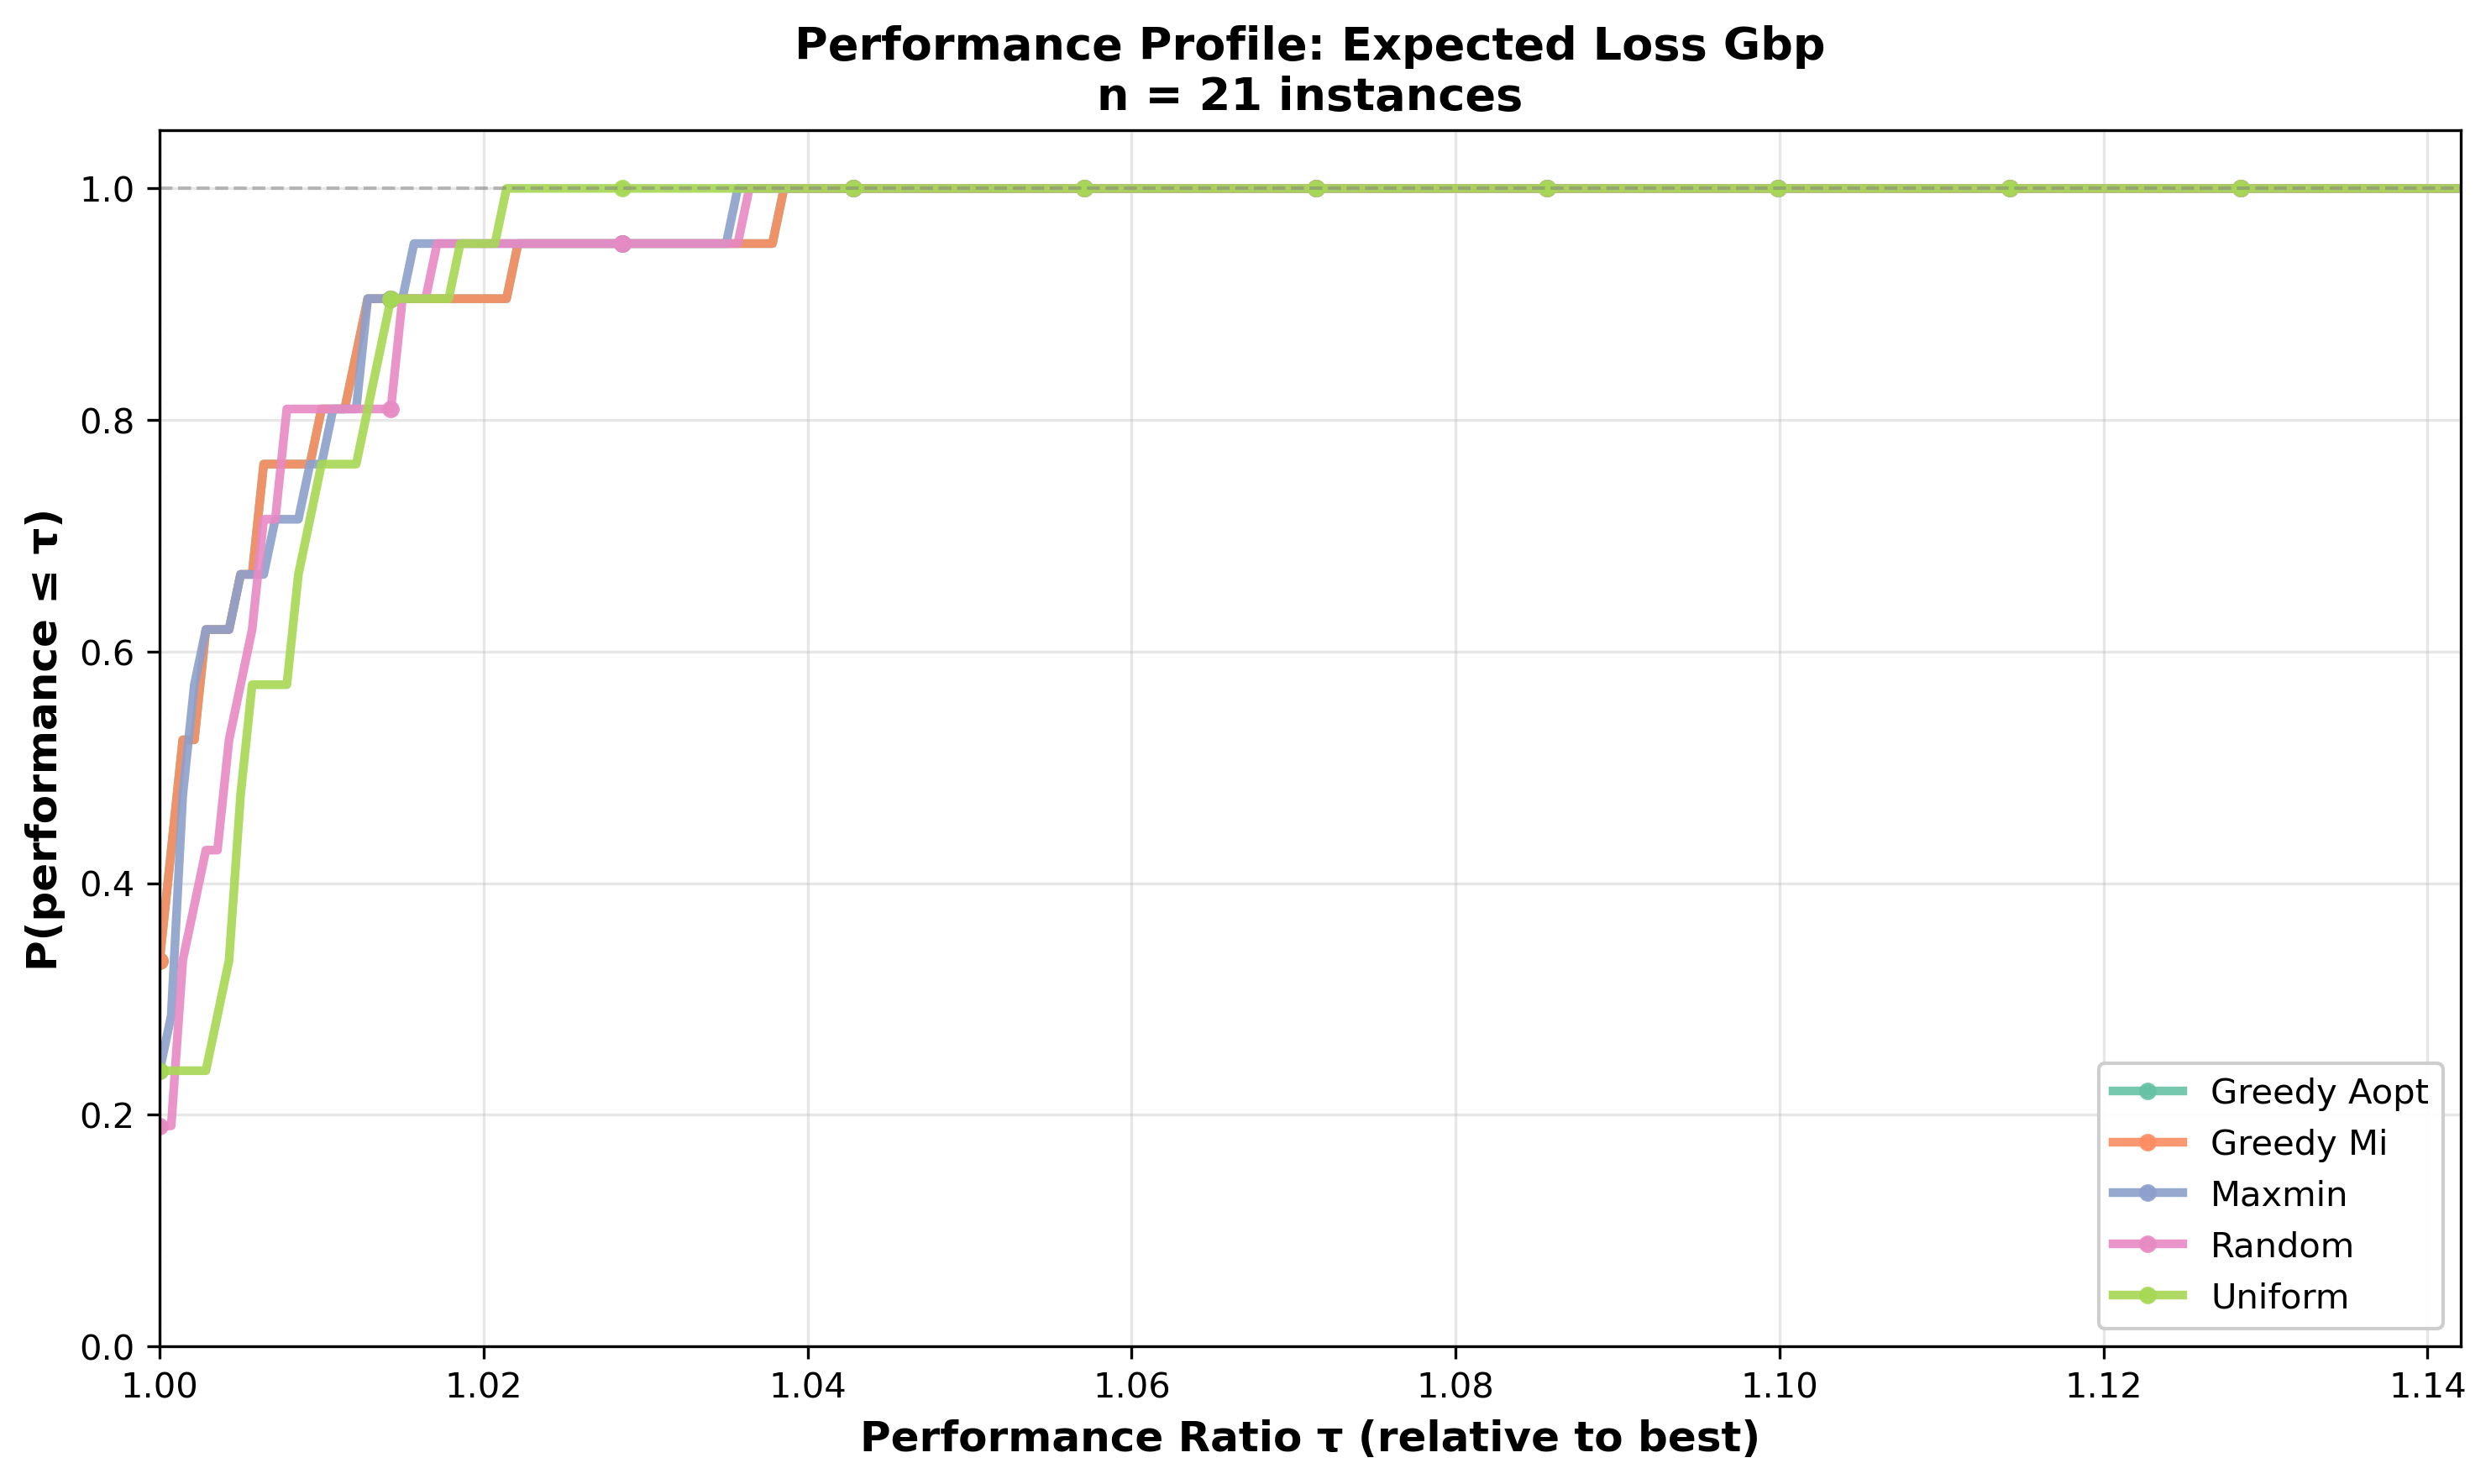 Performance Profile: Expected Loss Gbp
n = 21 instances
P(performance ≤ τ)
1.0
0.8
0.6
0.4
0.2
0.0
1.00 1.02 1.04 1.06 1.08 1.10 1.12 1.14
Performance Ratio τ (relative to best)
Greedy Aopt
Greedy Mi
Maxmin
Random
Uniform